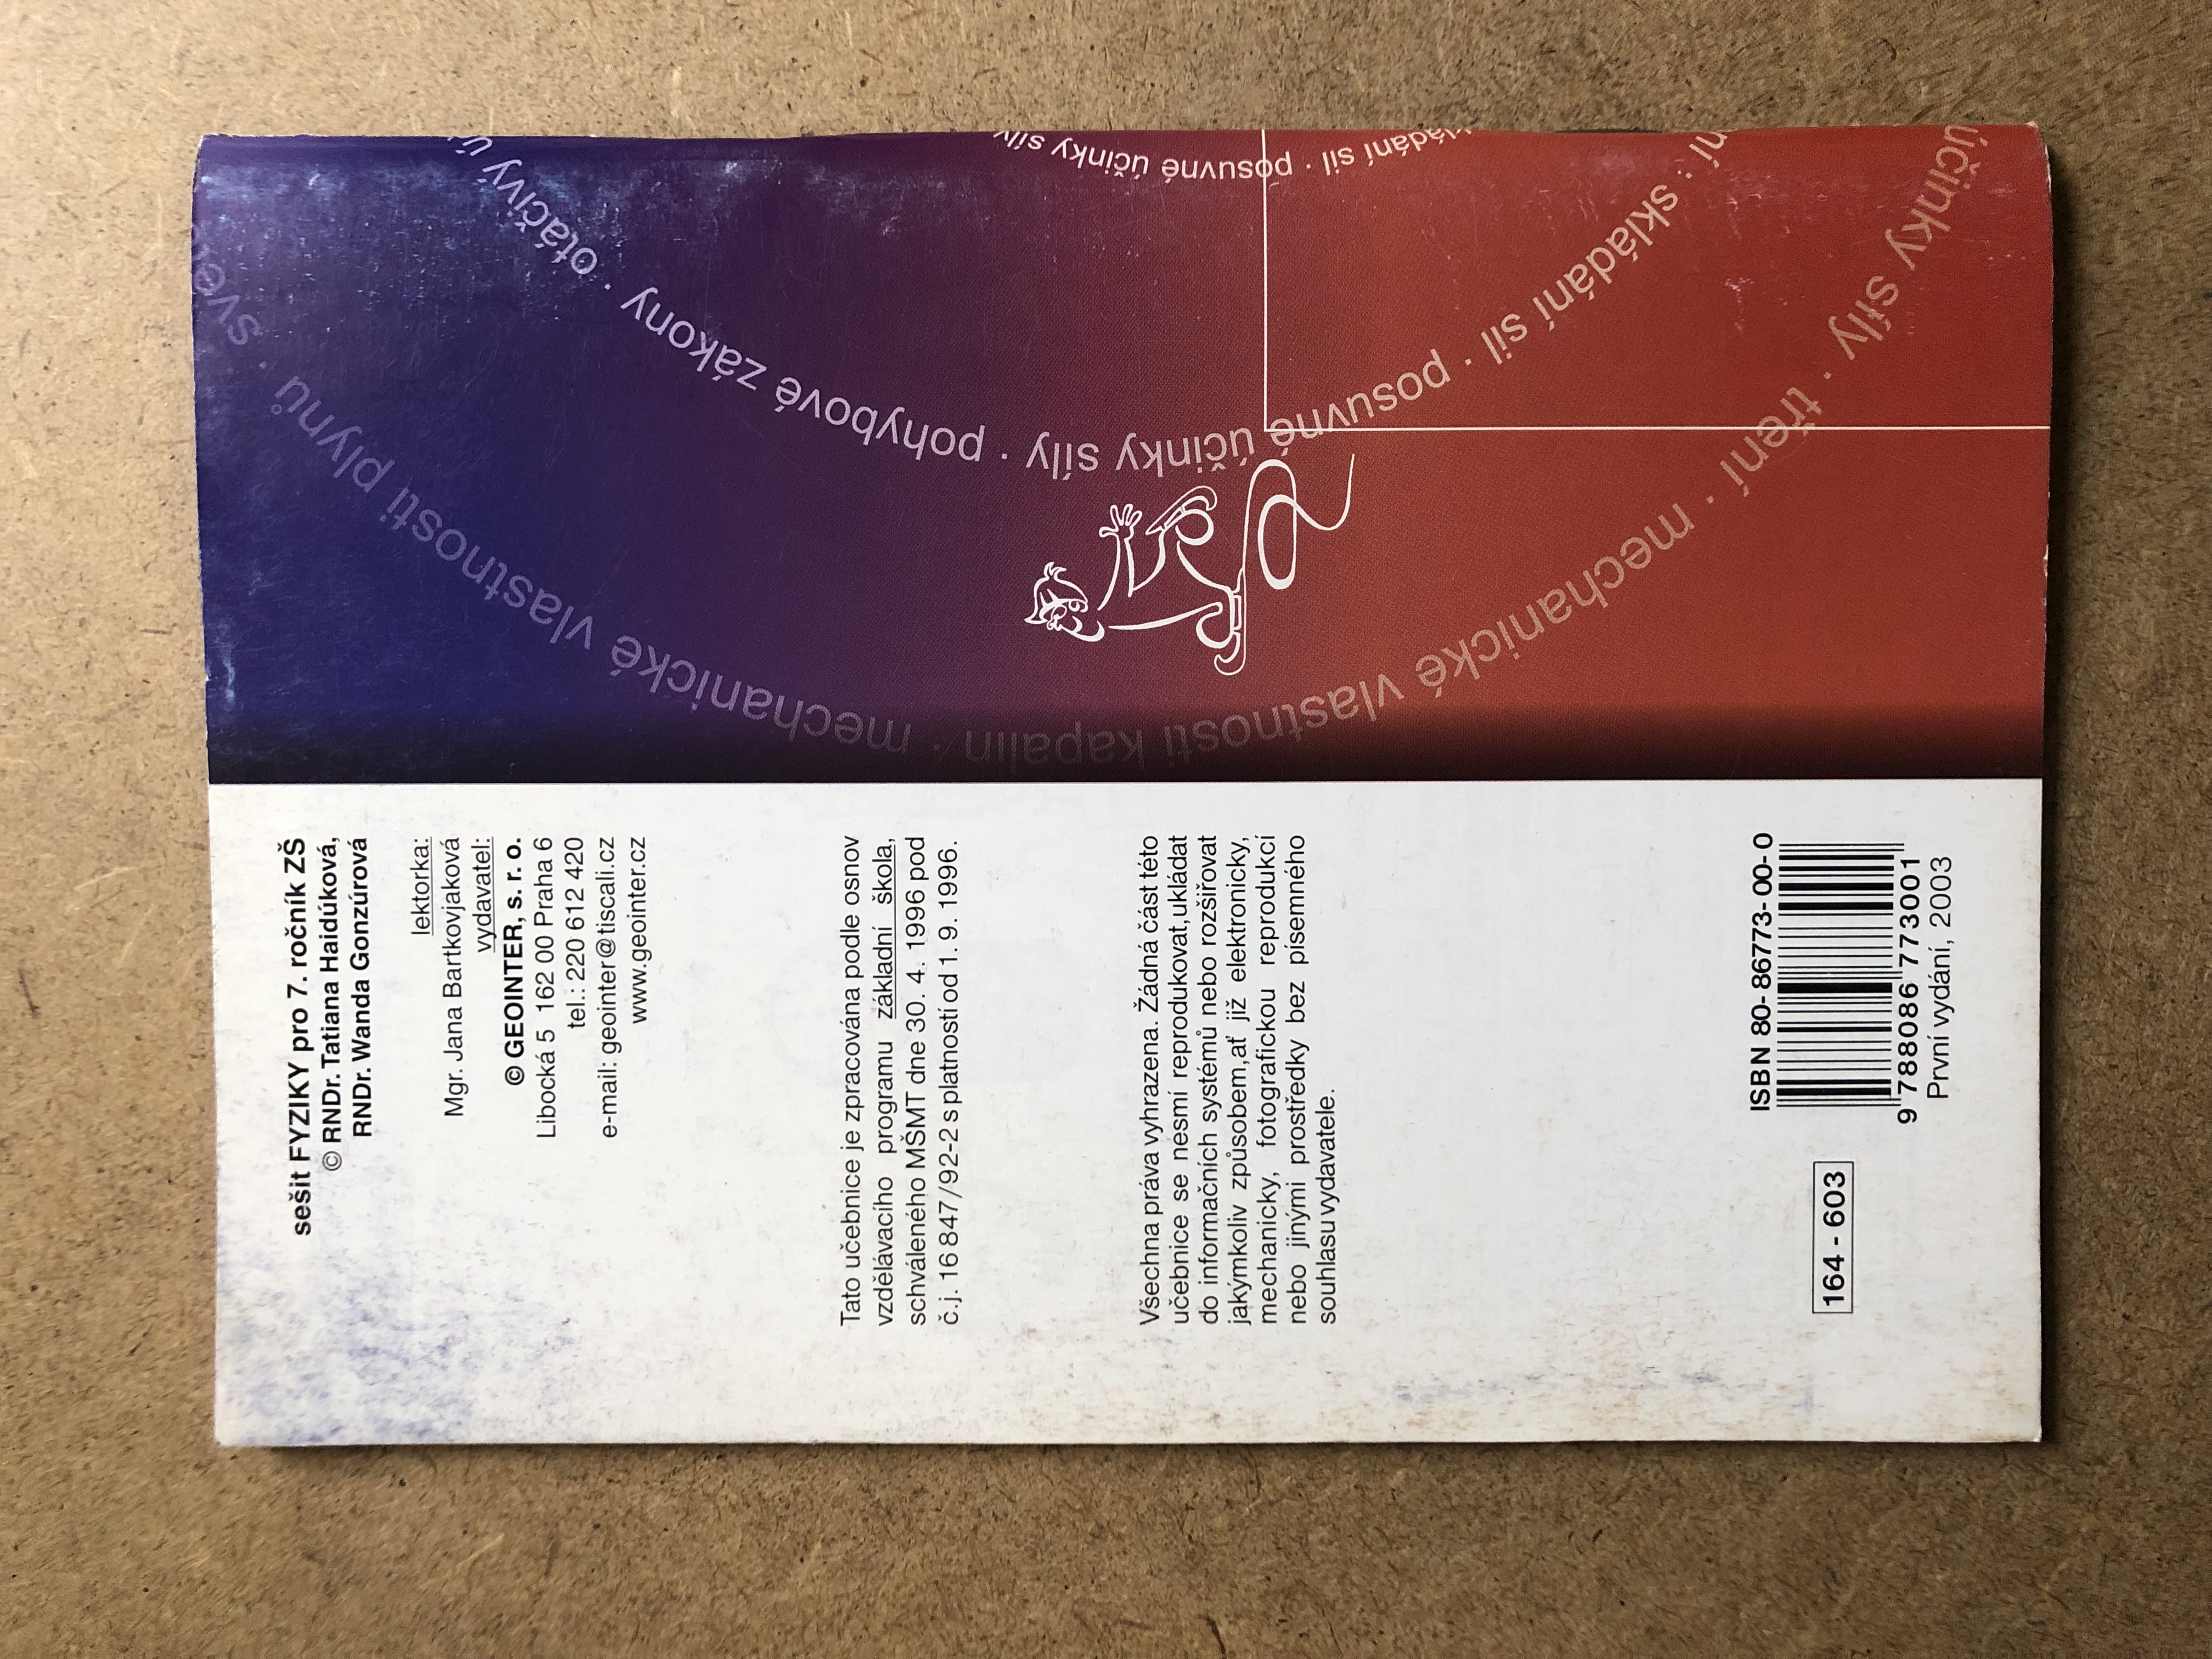 sešit FYZIKY pro 7. ročník ZŠ
© RNDr. Tatiana Haidúková,
RNDr. Wanda Gonzúrová
lektorka:
Mgr. Jana Bartkovjaková
vydavatel:
© GEOINTER, s. r. o.
Libocká 5 162 00 Praha 6
tel.: 220 612 420
e-mail: geointer@tiscali.cz
www.geointer.cz
Tato učebnice je zpracována podle osnov
vzdělávacího programu základní škola,
schváleného MŠMT dne 30. 4. 1996 pod
č.j. 16 847/92-2 s platností od 1. 9. 1996.
Všechna práva vyhrazena. Žádná část této
učebnice se nesmí reprodukovat,ukládat
do informačních systémů nebo rozšiřovat
jakýmkoliv způsobem,ať již elektronicky,
mechanicky, fotografickou reprodukcí
nebo jinými prostředky bez písemného
souhlasu vydavatele.
164 - 603
ISBN 80-86773-00-0
9 788086 773001
První vydání, 2003
kládání sil · posuvné účinky síly
ní · skládání sil · posuvné účinky síly · pohybové zákony · otáčivý ú
účinky síly · tření · mechanické vlastnosti kapalin · mechanické vlastnosti plynů · sve